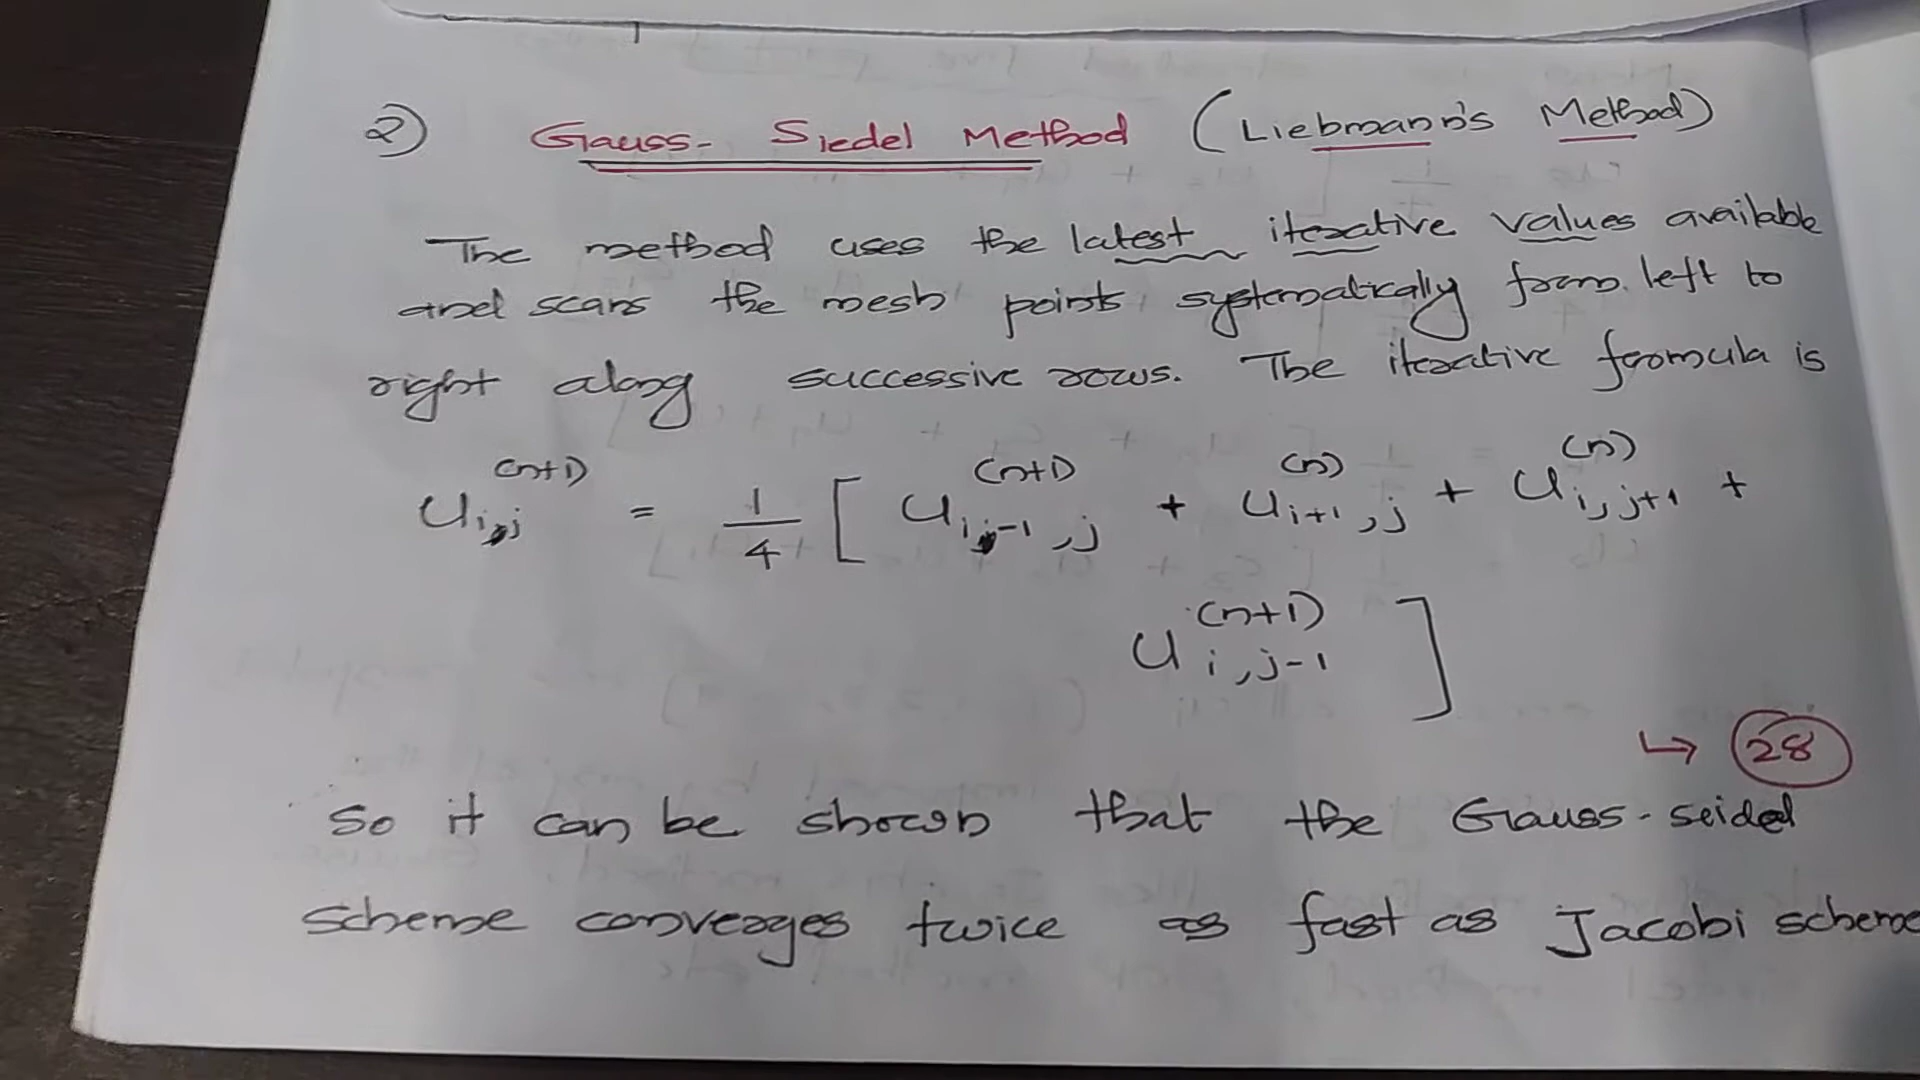 2) Gauss- Siedel Method (Liebmann's Method)
The method uses the latest iterative values available
and scans the mesh points systematically from left to
right along successive rows. The iterative formula is
u_{i,j}^{(n+1)} = 1/4 [ u_{i-1,j}^{(n+1)} + u_{i+1,j}^{(n)} + u_{i,j+1}^{(n)} +
u_{i,j-1}^{(n+1)} ]
↳ 28
So it can be shown that the Gauss-seidel
scheme converges twice as fast as Jacobi scheme